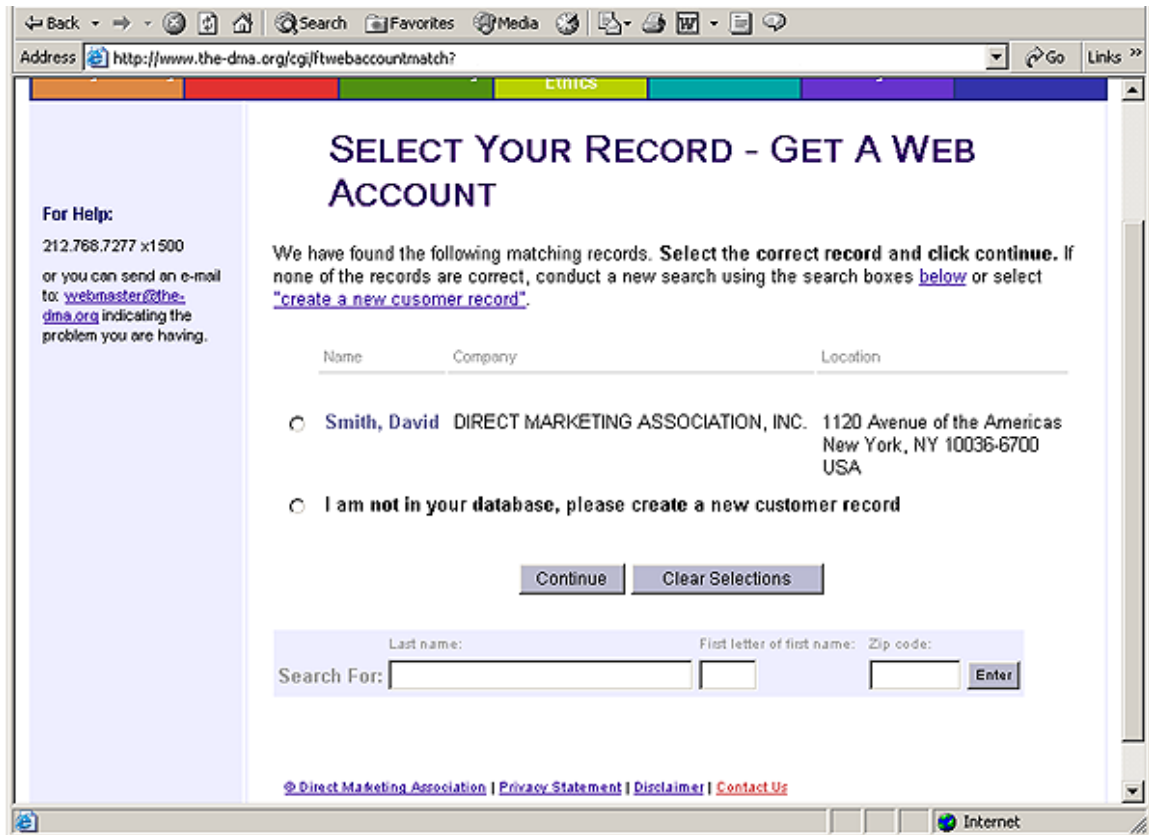 Back Search Favorites Media
Address http://www.the-dma.org/cgi/ftwebaccountmatch? Go Links »
Ethics
SELECT YOUR RECORD - GET A WEB
ACCOUNT
For Help:
212.768.7277 x1500
or you can send an e-mail
to: webmaster@the-
dma.org indicating the
problem you are having.
We have found the following matching records. Select the correct record and click continue. If
none of the records are correct, conduct a new search using the search boxes below or select
"create a new cusomer record".
Name Company Location
Smith, David DIRECT MARKETING ASSOCIATION, INC. 1120 Avenue of the Americas
New York, NY 10036-6700
USA
I am not in your database, please create a new customer record
Continue Clear Selections
Last name: First letter of first name: Zip code:
Search For: Enter
© Direct Marketing Association | Privacy Statement | Disclaimer | Contact Us
Internet